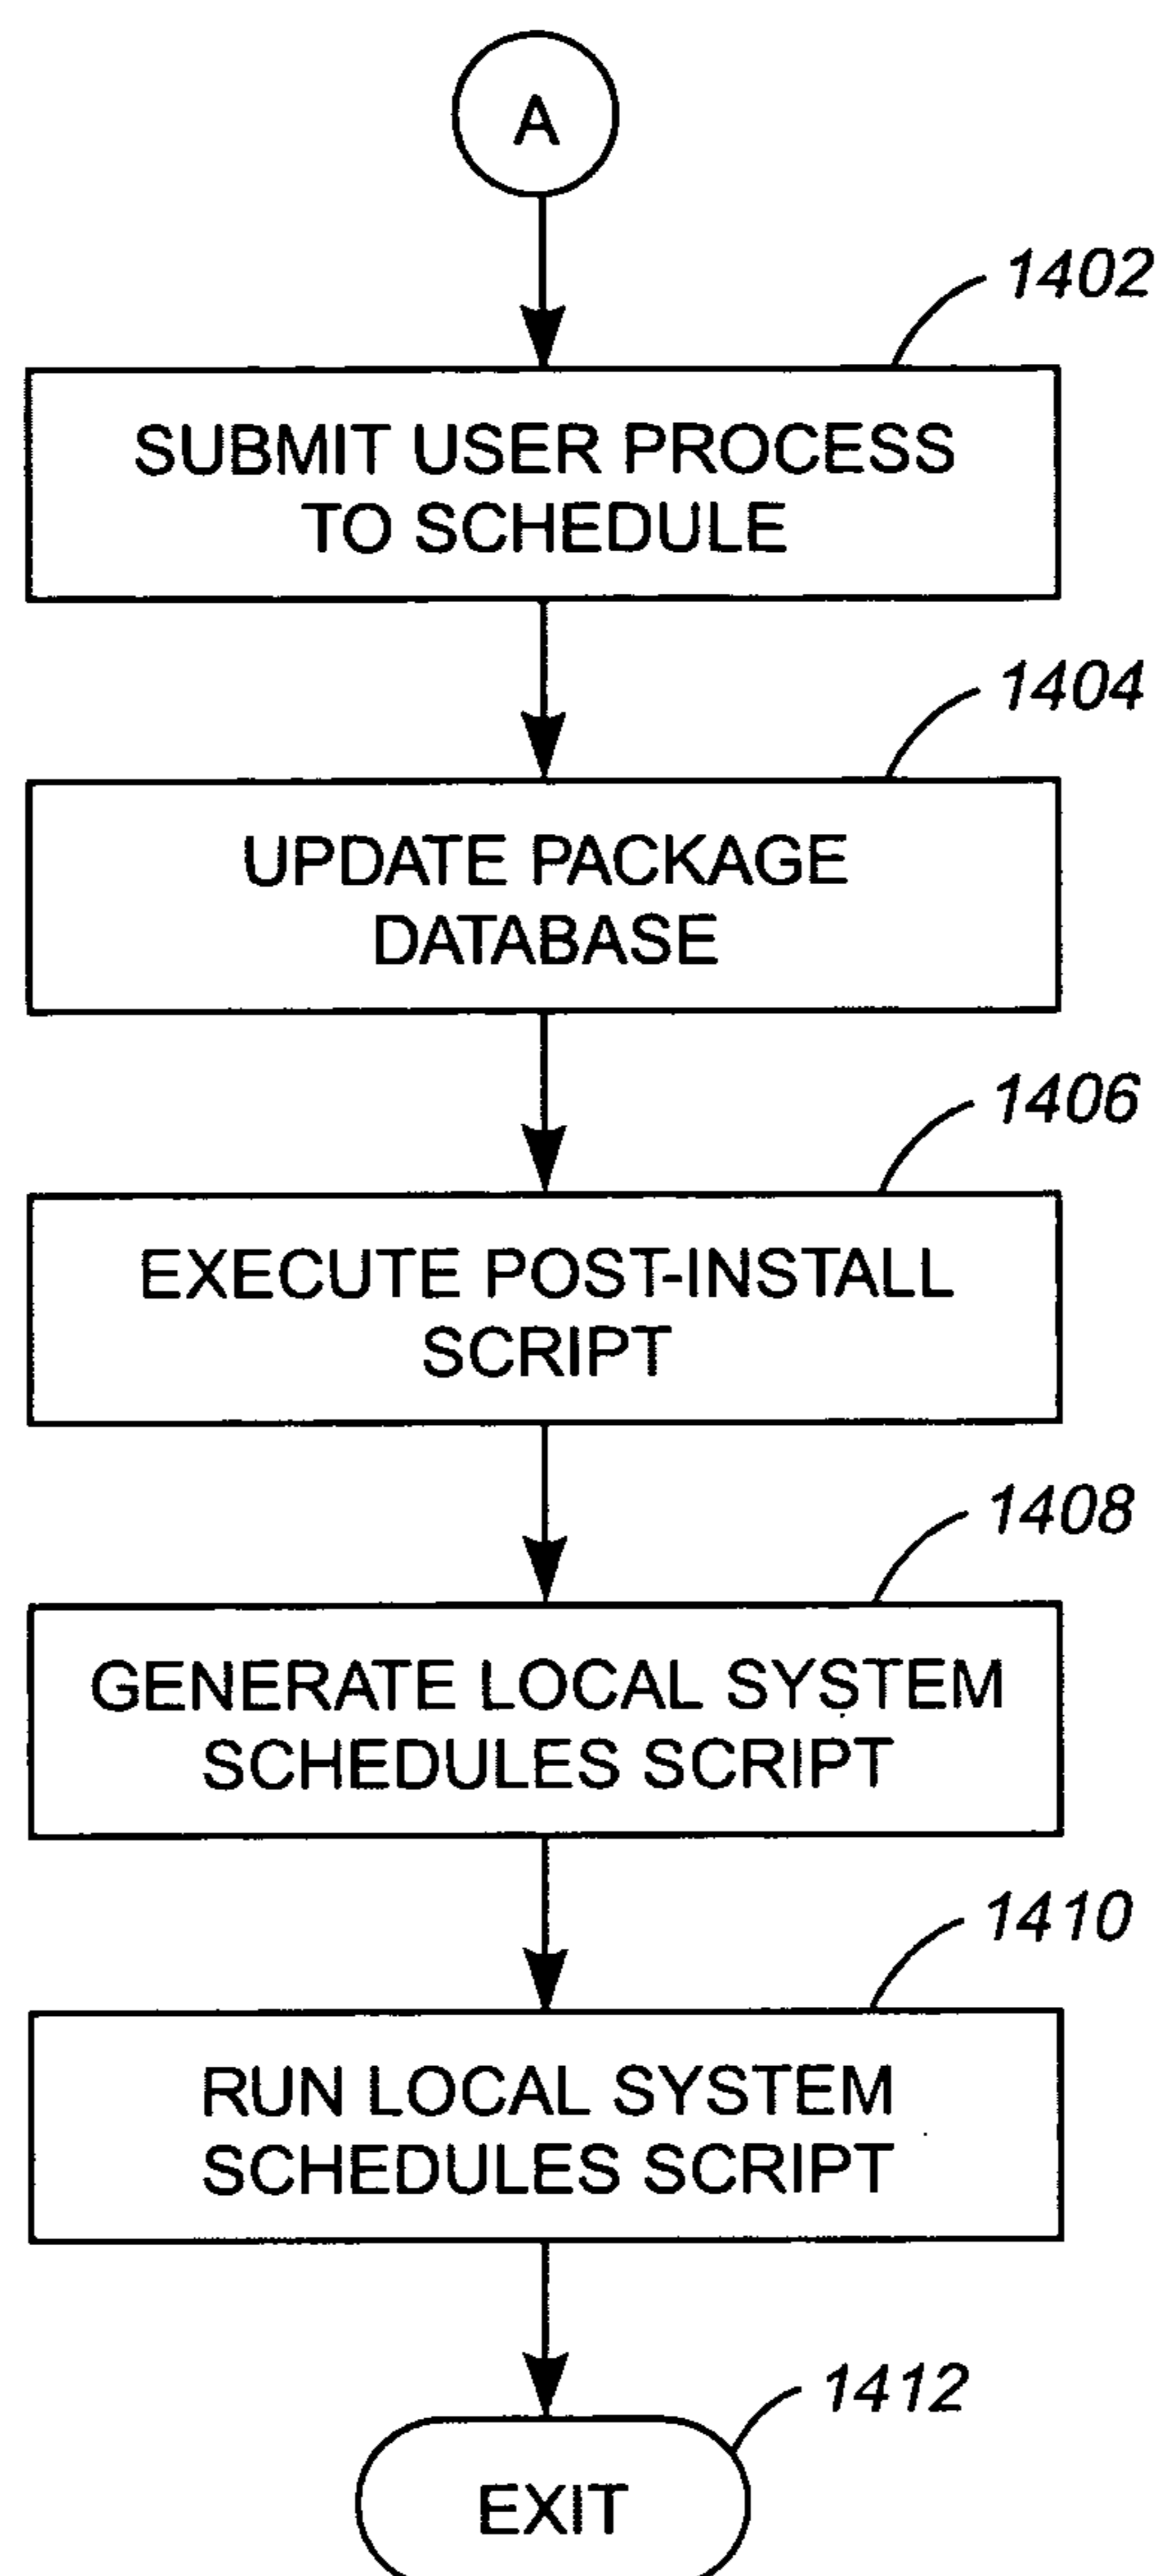 A
1402
SUBMIT USER PROCESS
TO SCHEDULE
1404
UPDATE PACKAGE
DATABASE
1406
EXECUTE POST-INSTALL
SCRIPT
1408
GENERATE LOCAL SYSTEM
SCHEDULES SCRIPT
1410
RUN LOCAL SYSTEM
SCHEDULES SCRIPT
1412
EXIT